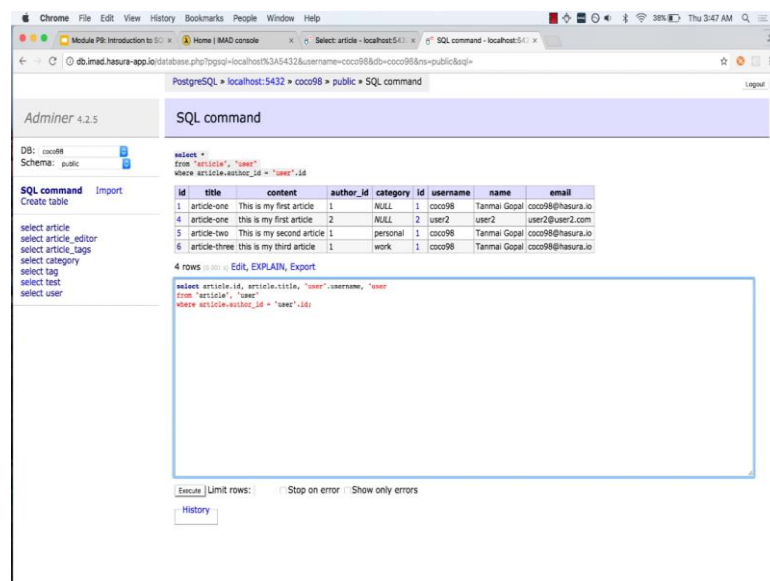 Chrome File Edit View History Bookmarks People Window Help 38% Thu 3:47 AM
Module P9: Introduction to SQ Home | IMAD console Select: article - localhost:543 SQL command - localhost:543
db.imad.hasura-app.io/database.php?pgsql=localhost%3A5432&username=coco98&db=coco98&ns=public&sql=
PostgreSQL » localhost:5432 » coco98 » public » SQL command
Logout
Adminer 4.2.5
SQL command
DB: coco98
Schema: public
SQL command Import
Create table
select article
select article_editor
select article_tags
select category
select tag
select test
select user
select *
from "article", "user"
where article.author_id = "user".id
id title content author_id category id username name email
1 article-one This is my first article 1 NULL 1 coco98 Tanmai Gopal coco98@hasura.io
4 article-one this is my first article 2 NULL 2 user2 user2 user2@user2.com
5 article-two This is my second article 1 personal 1 coco98 Tanmai Gopal coco98@hasura.io
6 article-three this is my third article 1 work 1 coco98 Tanmai Gopal coco98@hasura.io
4 rows (0.001 s) Edit, EXPLAIN, Export
select article.id, article.title, "user".username, "user
from "article", "user"
where article.author_id = "user".id;
Execute Limit rows: Stop on error Show only errors
History